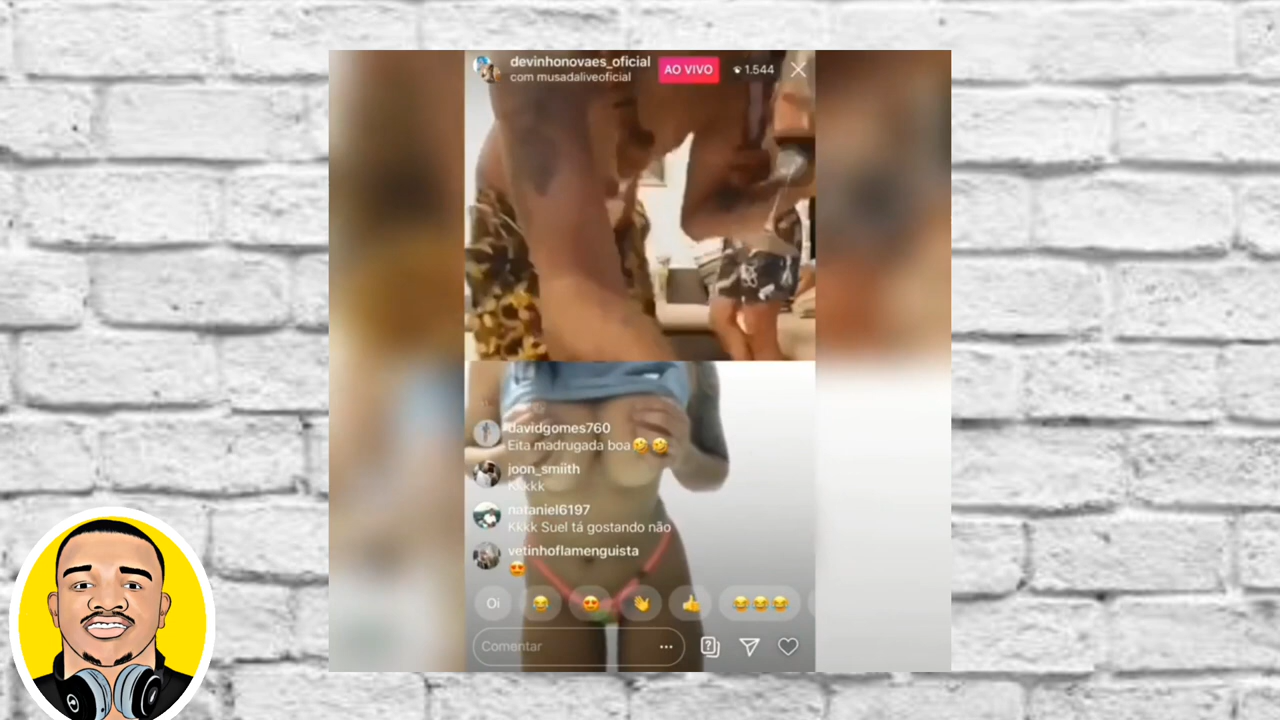 devinhonovaes_oficial
com musadaliveoficial
AO VIVO
1.544
davidgomes760
Eita madrugada boa🤣🤣
joon_smiith
Kkkkk
nataniel6197
Kkkk Suel tá gostando não
vetinhoflamenguista
😍
Oi 😂 😍 👋 👍 😂😂😂
Comentar